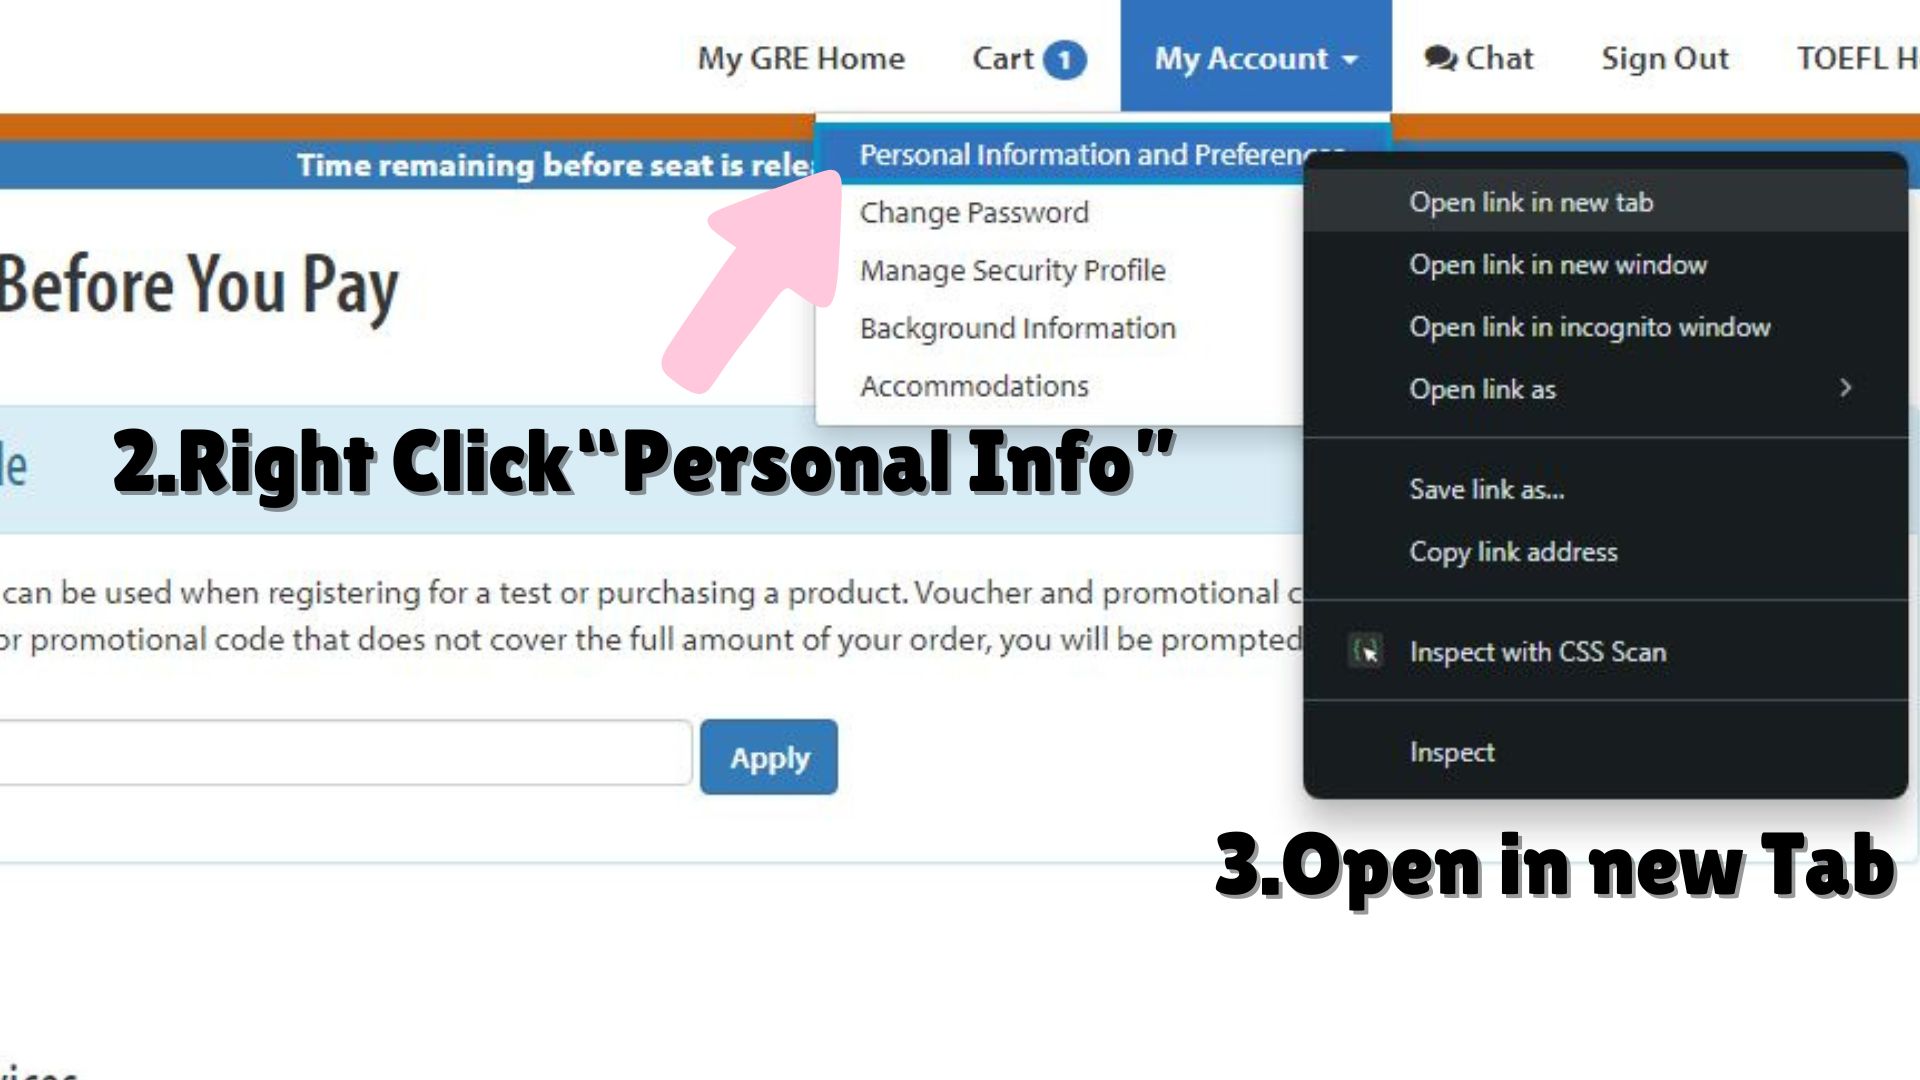 My GRE Home Cart 1 My Account Chat Sign Out TOEFL H
Time remaining before seat is rele
Personal Information and Preferences
Change Password
Manage Security Profile
Background Information
Accommodations
Open link in new tab
Open link in new window
Open link in incognito window
Open link as
Save link as...
Copy link address
Inspect with CSS Scan
Inspect
Before You Pay
le
2.Right Click“Personal Info”
can be used when registering for a test or purchasing a product. Voucher and promotional c
or promotional code that does not cover the full amount of your order, you will be prompted
Apply
3.Open in new Tab